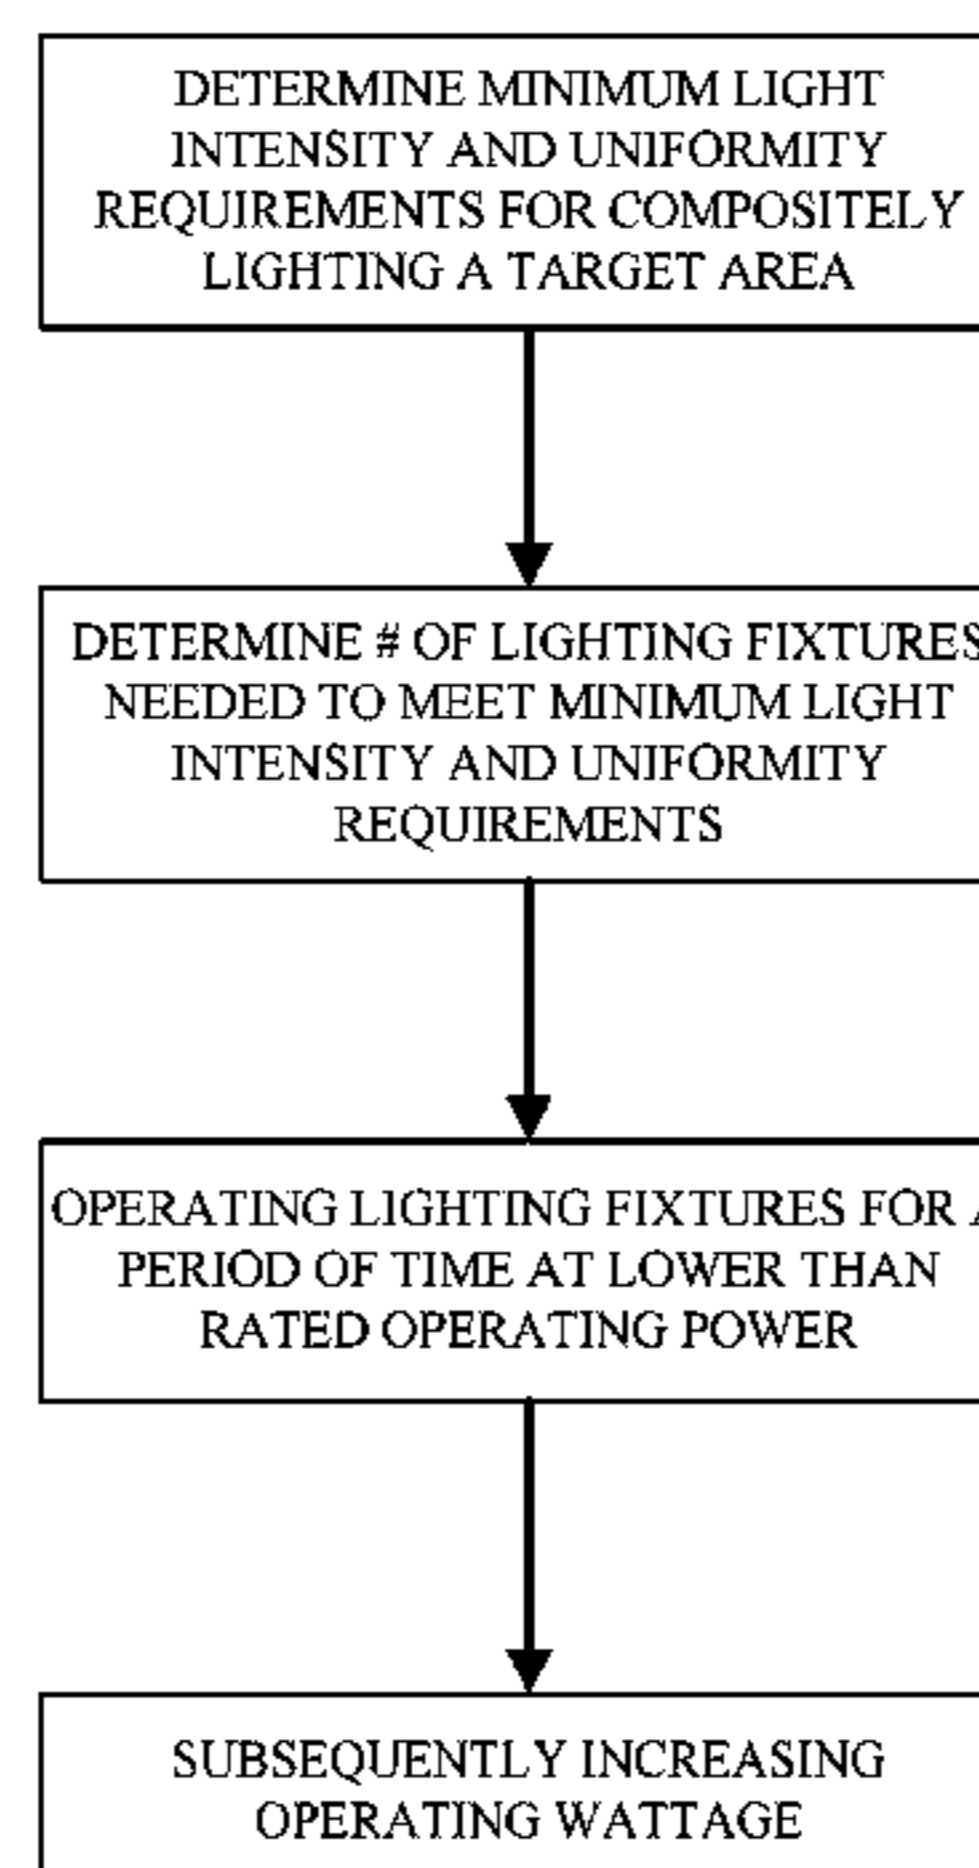 DETERMINE MINIMUM LIGHT
INTENSITY AND UNIFORMITY
REQUIREMENTS FOR COMPOSITELY
LIGHTING A TARGET AREA
DETERMINE # OF LIGHTING FIXTURES
NEEDED TO MEET MINIMUM LIGHT
INTENSITY AND UNIFORMITY
REQUIREMENTS
OPERATING LIGHTING FIXTURES FOR A
PERIOD OF TIME AT LOWER THAN
RATED OPERATING POWER
SUBSEQUENTLY INCREASING
OPERATING WATTAGE